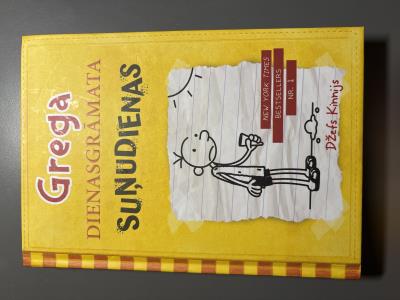 Grega
DIENASGRĀMATA
SUŅUDIENAS
NEW YORK TIMES
BESTSELLERS
NR. 1
Džefs Kinnijs